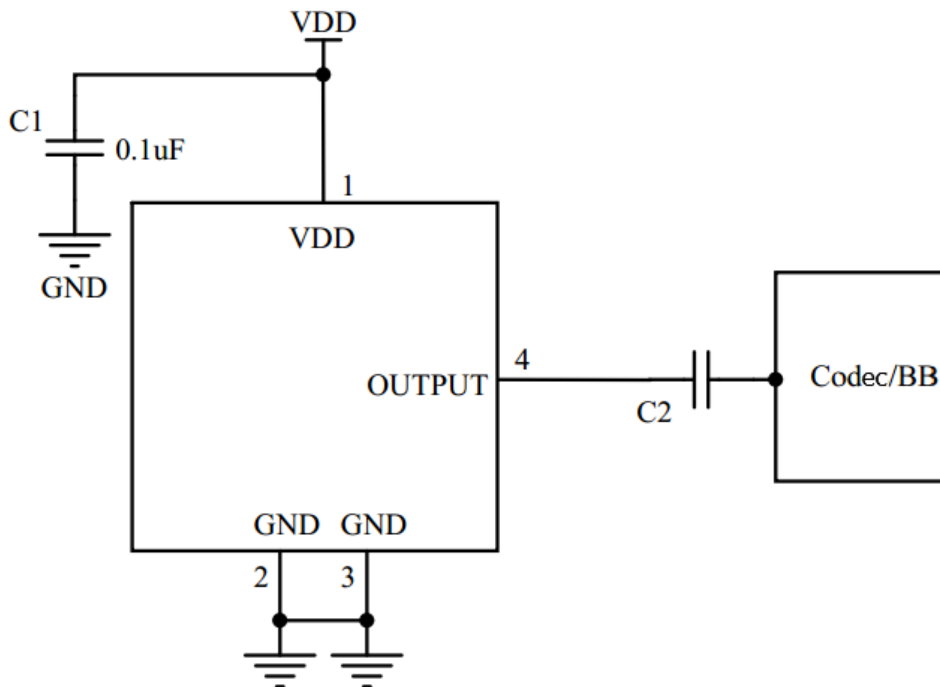 VDD
C1
0.1uF
1
GND
VDD
4
OUTPUT
Codec/BB
C2
GND GND
2 3